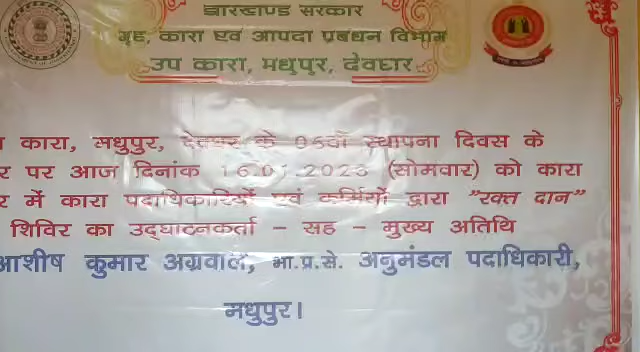 झारखण्ड सरकार
गृह, कारा एवं आपदा प्रबंधन विभाग
उप कारा, मधुपुर, देवघर
कारा, मधुपुर, देवघर के 06वाँ स्थापना दिवस के
पर आज दिनांक 16.01.2023 (सोमवार) को कारा
में कारा पदाधिकारियों एवं कर्मियों द्वारा "रक्त दान"
शिविर का उद्घाटनकर्ता - सह - मुख्य अतिथि
आशीष कुमार अग्रवाल, भा.प्र.से. अनुमंडल पदाधिकारी,
मधुपुर।